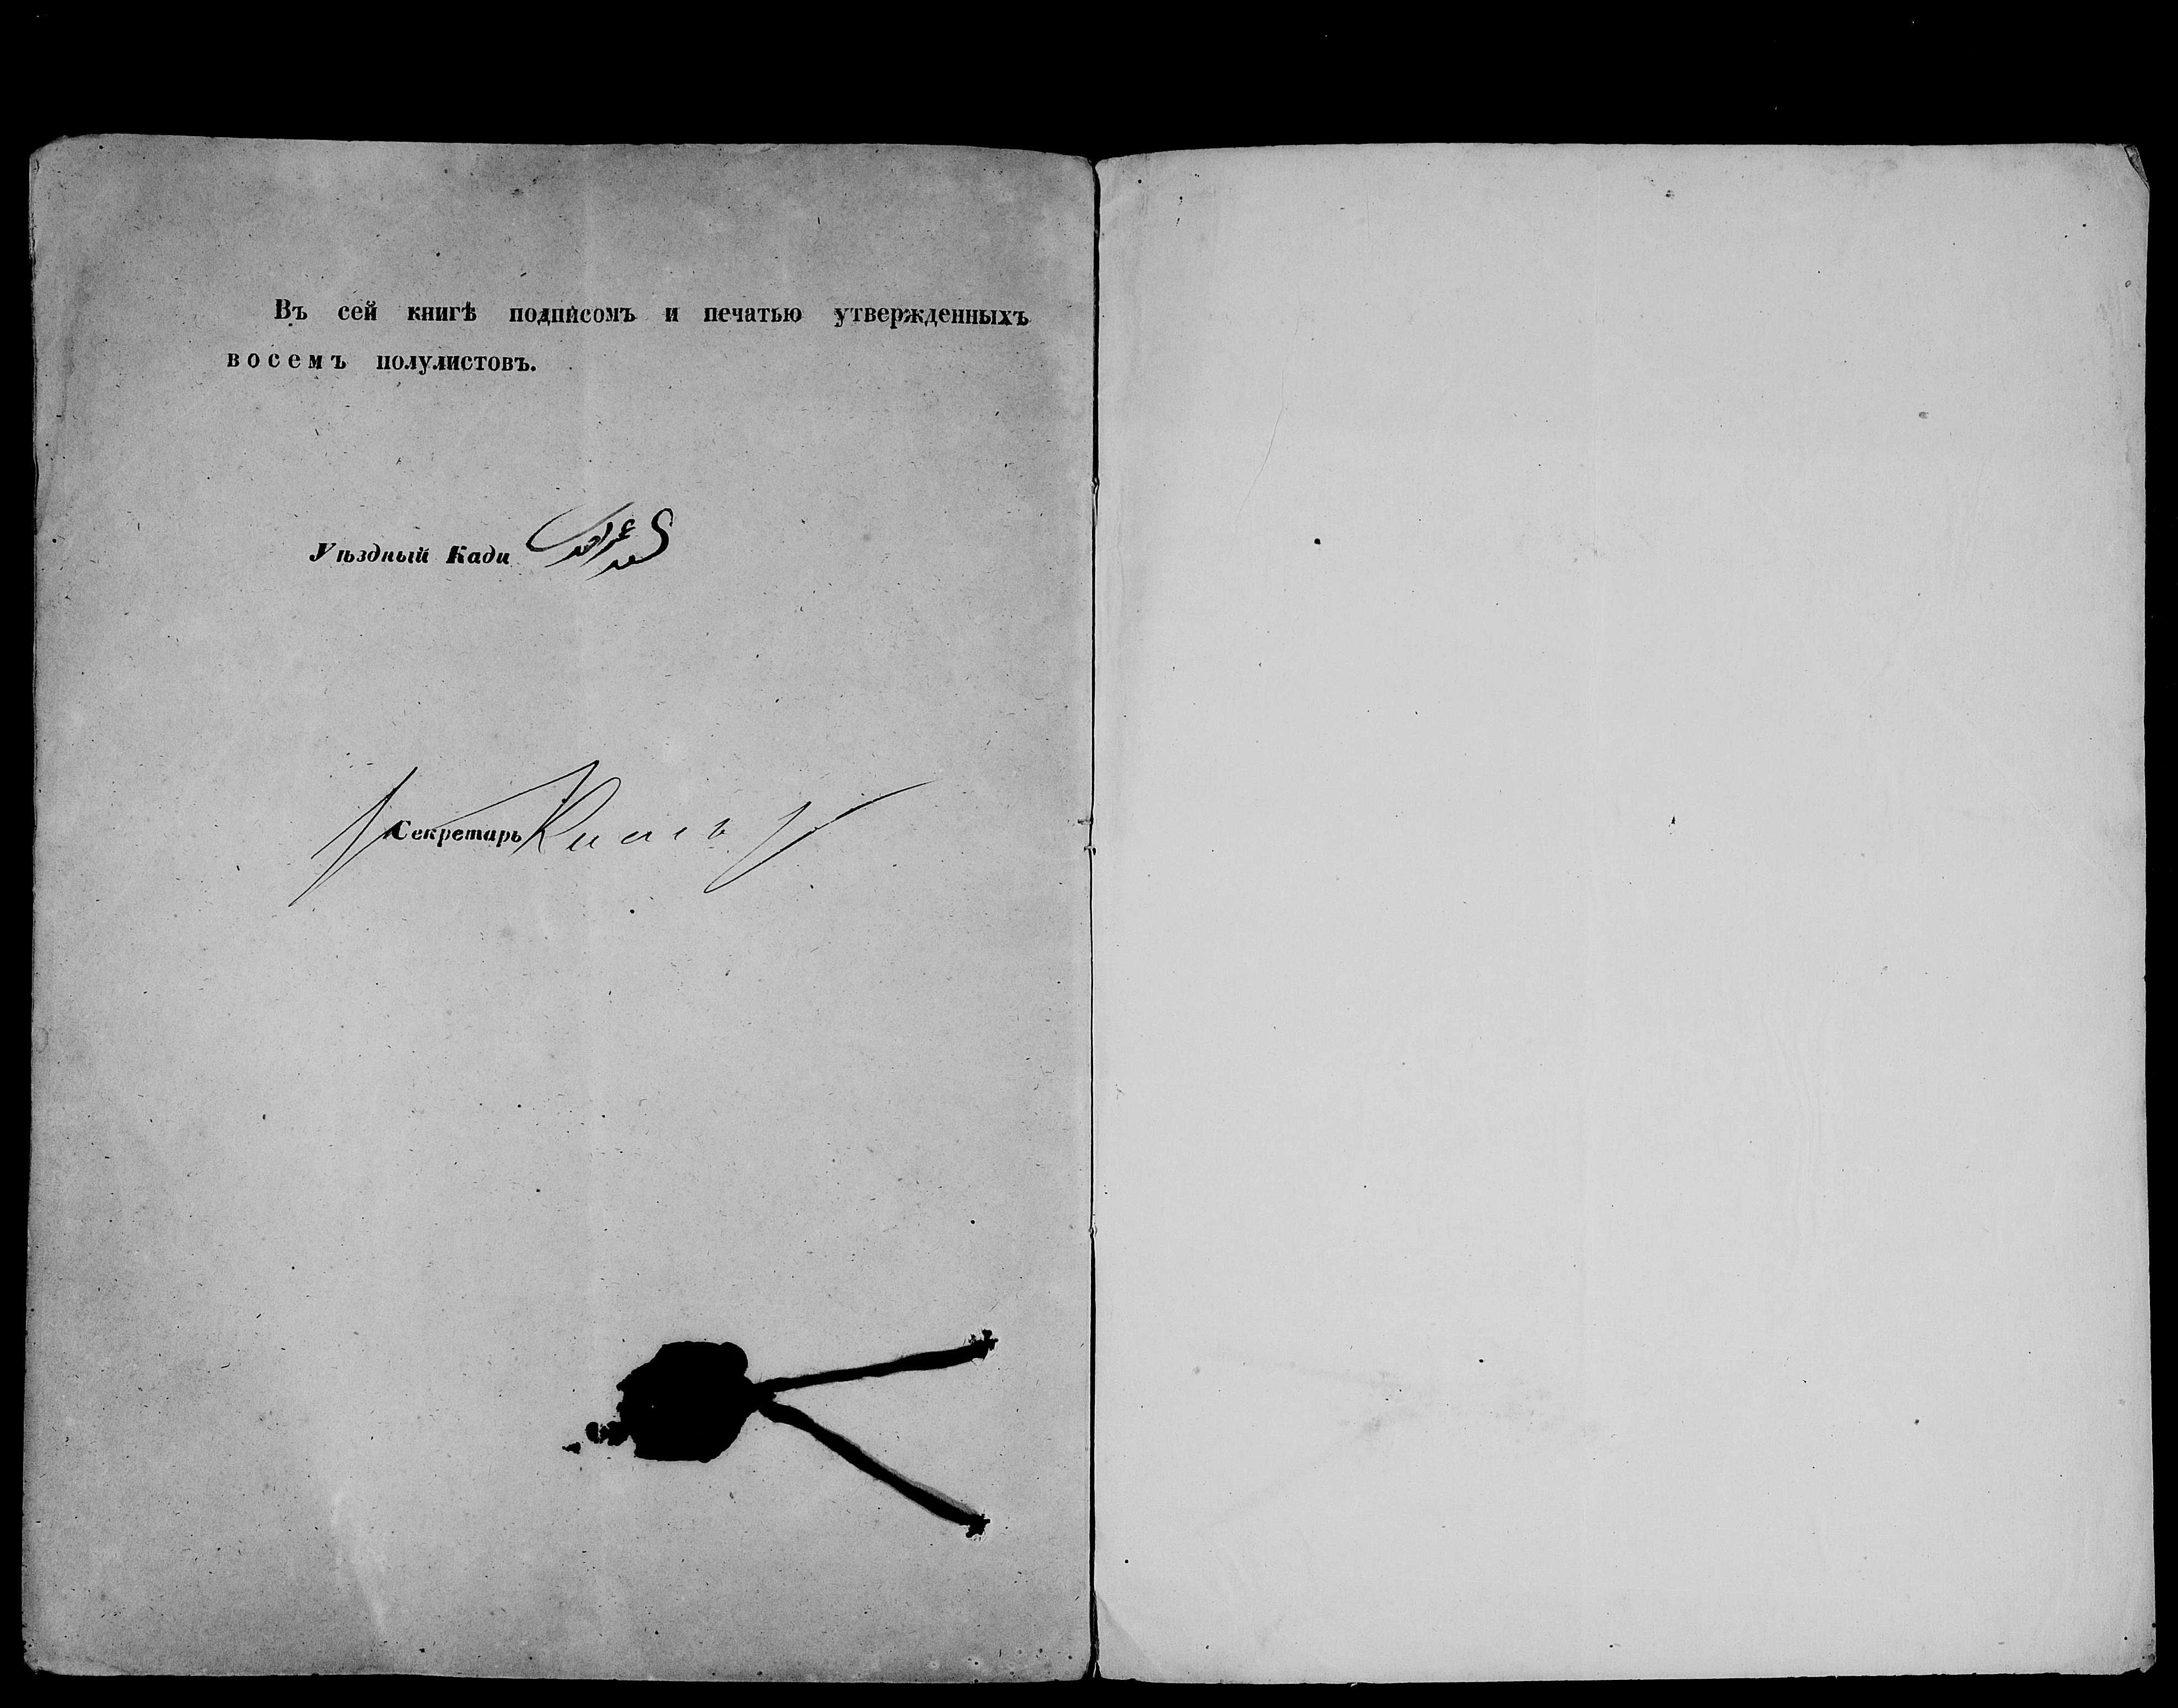 Въ сей книгѣ подписомъ и печатью утвержденныхъ
восемъ полулистовъ.
Уѣздный Кади
Секретарь